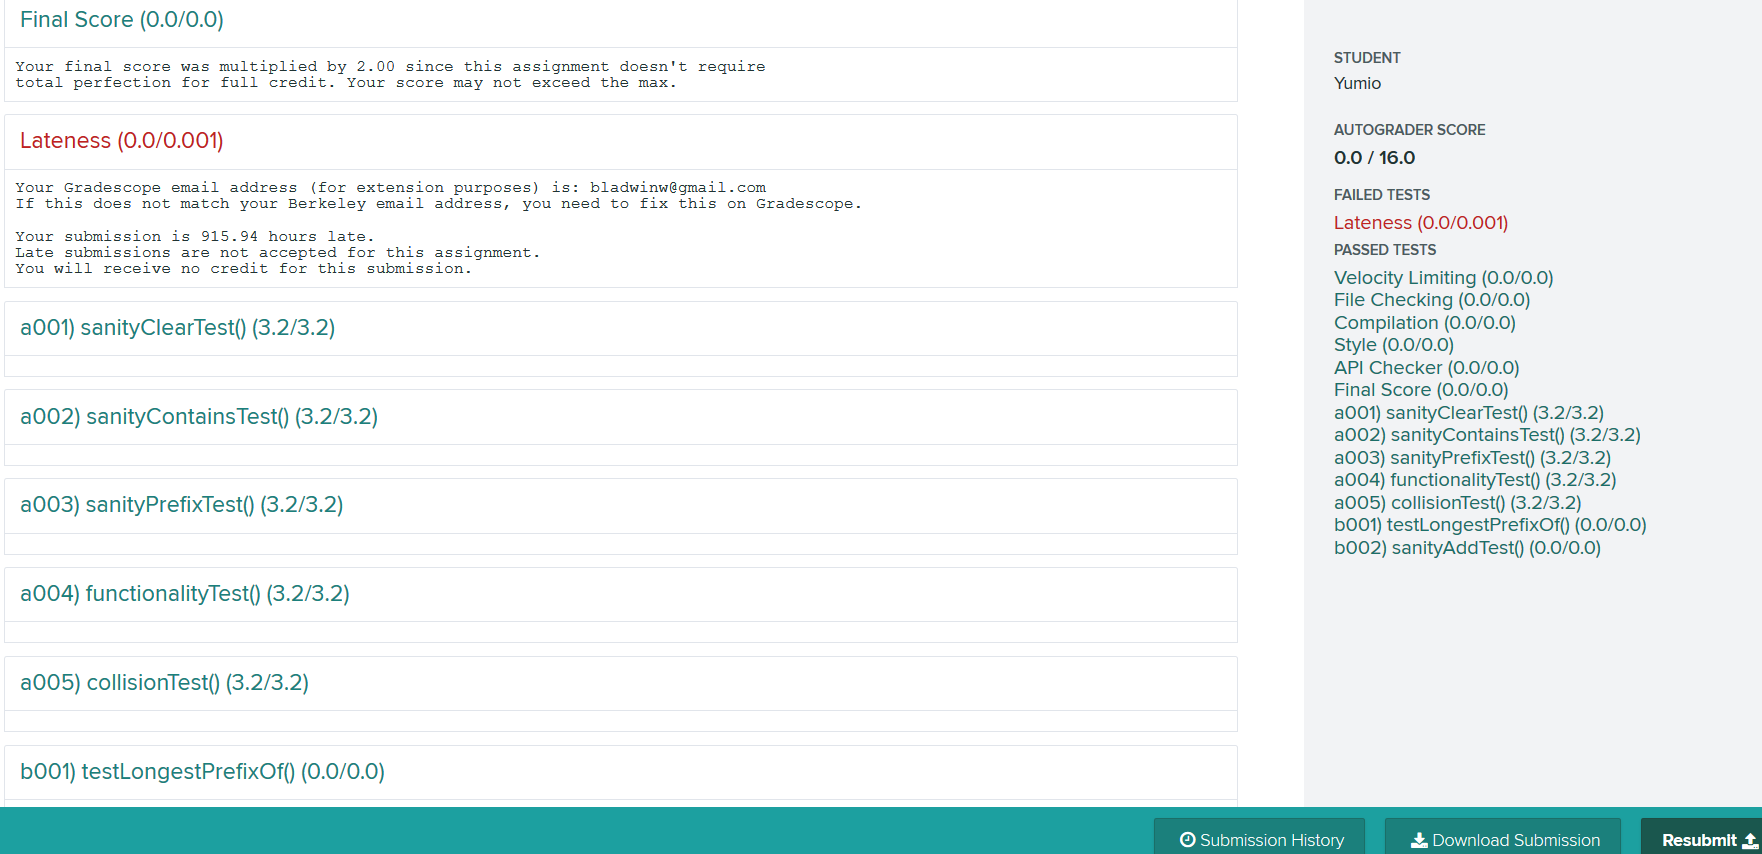 Final Score (0.0/0.0)
Your final score was multiplied by 2.00 since this assignment doesn't require
total perfection for full credit. Your score may not exceed the max.
Lateness (0.0/0.001)
Your Gradescope email address (for extension purposes) is: bladwinw@gmail.com
If this does not match your Berkeley email address, you need to fix this on Gradescope.
Your submission is 915.94 hours late.
Late submissions are not accepted for this assignment.
You will receive no credit for this submission.
a001) sanityClearTest() (3.2/3.2)
a002) sanityContainsTest() (3.2/3.2)
a003) sanityPrefixTest() (3.2/3.2)
a004) functionalityTest() (3.2/3.2)
a005) collisionTest() (3.2/3.2)
b001) testLongestPrefixOf() (0.0/0.0)
STUDENT
Yumio
AUTOGRADER SCORE
0.0 / 16.0
FAILED TESTS
Lateness (0.0/0.001)
PASSED TESTS
Velocity Limiting (0.0/0.0)
File Checking (0.0/0.0)
Compilation (0.0/0.0)
Style (0.0/0.0)
API Checker (0.0/0.0)
Final Score (0.0/0.0)
a001) sanityClearTest() (3.2/3.2)
a002) sanityContainsTest() (3.2/3.2)
a003) sanityPrefixTest() (3.2/3.2)
a004) functionalityTest() (3.2/3.2)
a005) collisionTest() (3.2/3.2)
b001) testLongestPrefixOf() (0.0/0.0)
b002) sanityAddTest() (0.0/0.0)
Submission History
Download Submission
Resubmit